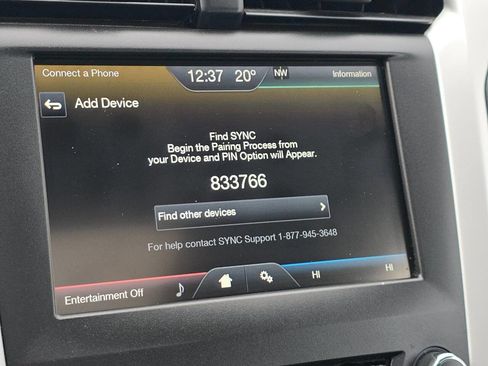 Connect a Phone
12:37 20° NW
Information
Add Device
Find SYNC
Begin the Pairing Process from
your Device and PIN Option will Appear.
833766
Find other devices
For help contact SYNC Support 1-877-945-3648
Entertainment Off
HI
HI